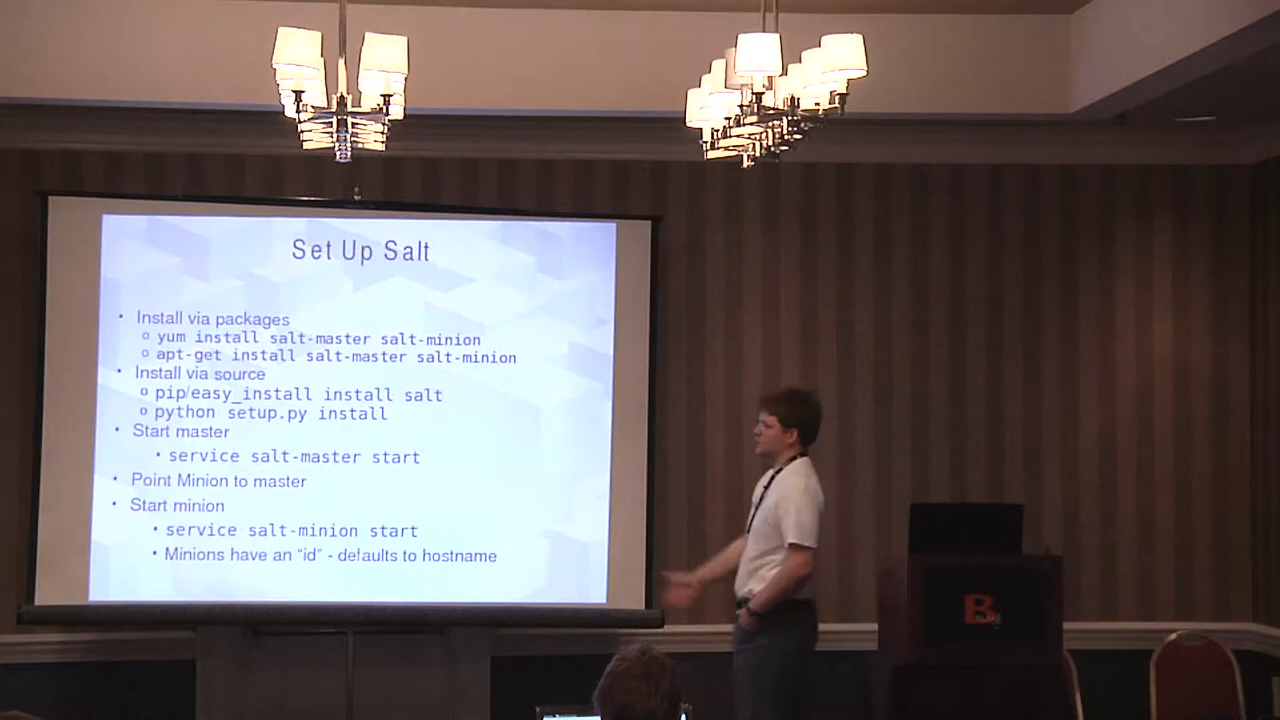 Set Up Salt
• Install via packages
o yum install salt-master salt-minion
o apt-get install salt-master salt-minion
• Install via source
o pip/easy_install install salt
o python setup.py install
• Start master
• service salt-master start
• Point Minion to master
• Start minion
• service salt-minion start
• Minions have an “id” - defaults to hostname
B